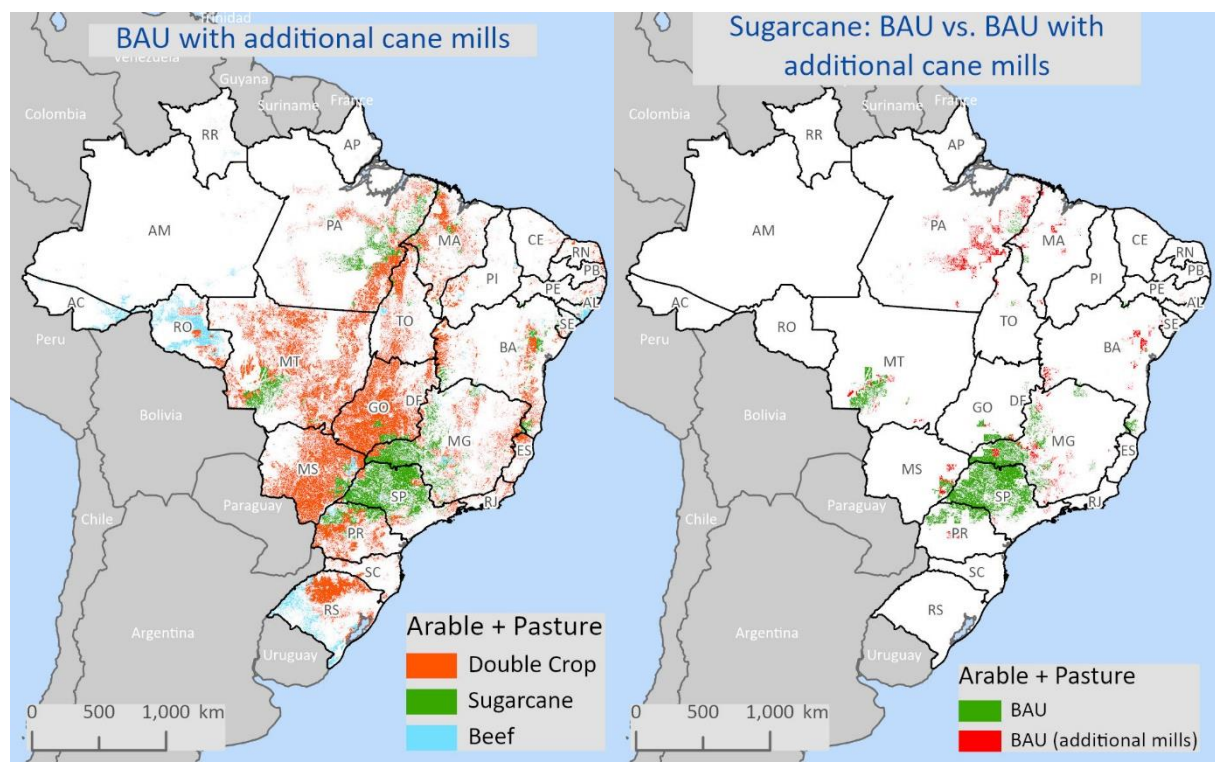 BAU with additional cane mills
Trinidad
Venezuela
Guyana
Suriname
France
Colombia
RR
AP
AM
PA
MA
CE
RN
PB
PE
AL
SE
PI
AC
RO
TO
BA
MT
Peru
GO
DF
Bolivia
MG
ES
MS
SP
RJ
Paraguay
Chile
PR
SC
RS
Argentina
Uruguay
Arable + Pasture
Double Crop
Sugarcane
Beef
0 500 1,000 km
Sugarcane: BAU vs. BAU with
additional cane mills
Guyana
Suriname
France
Colombia
RR
AP
AM
PA
MA
CE
RN
PB
PE
AL
SE
PI
AC
RO
TO
BA
MT
Peru
GO
DF
Bolivia
MG
ES
MS
SP
RJ
Paraguay
Chile
PR
SC
RS
Argentina
Uruguay
Arable + Pasture
BAU
BAU (additional mills)
0 500 1,000 km